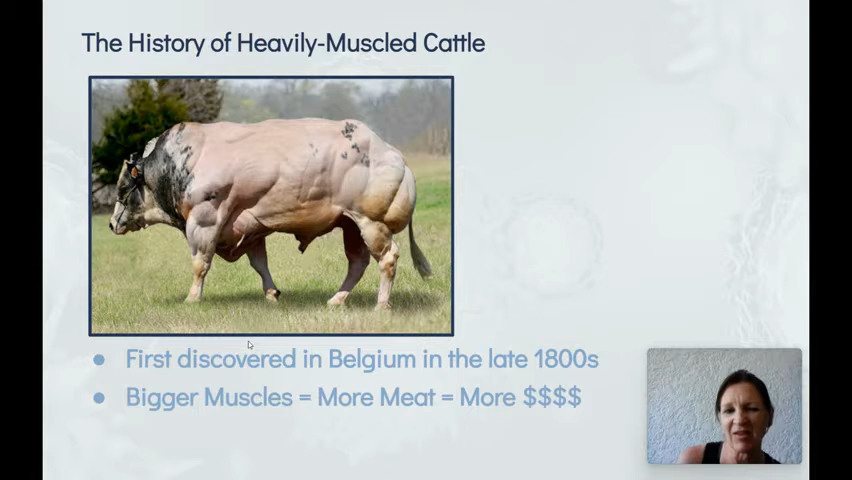 The History of Heavily-Muscled Cattle
● First discovered in Belgium in the late 1800s
● Bigger Muscles = More Meat = More $$$$